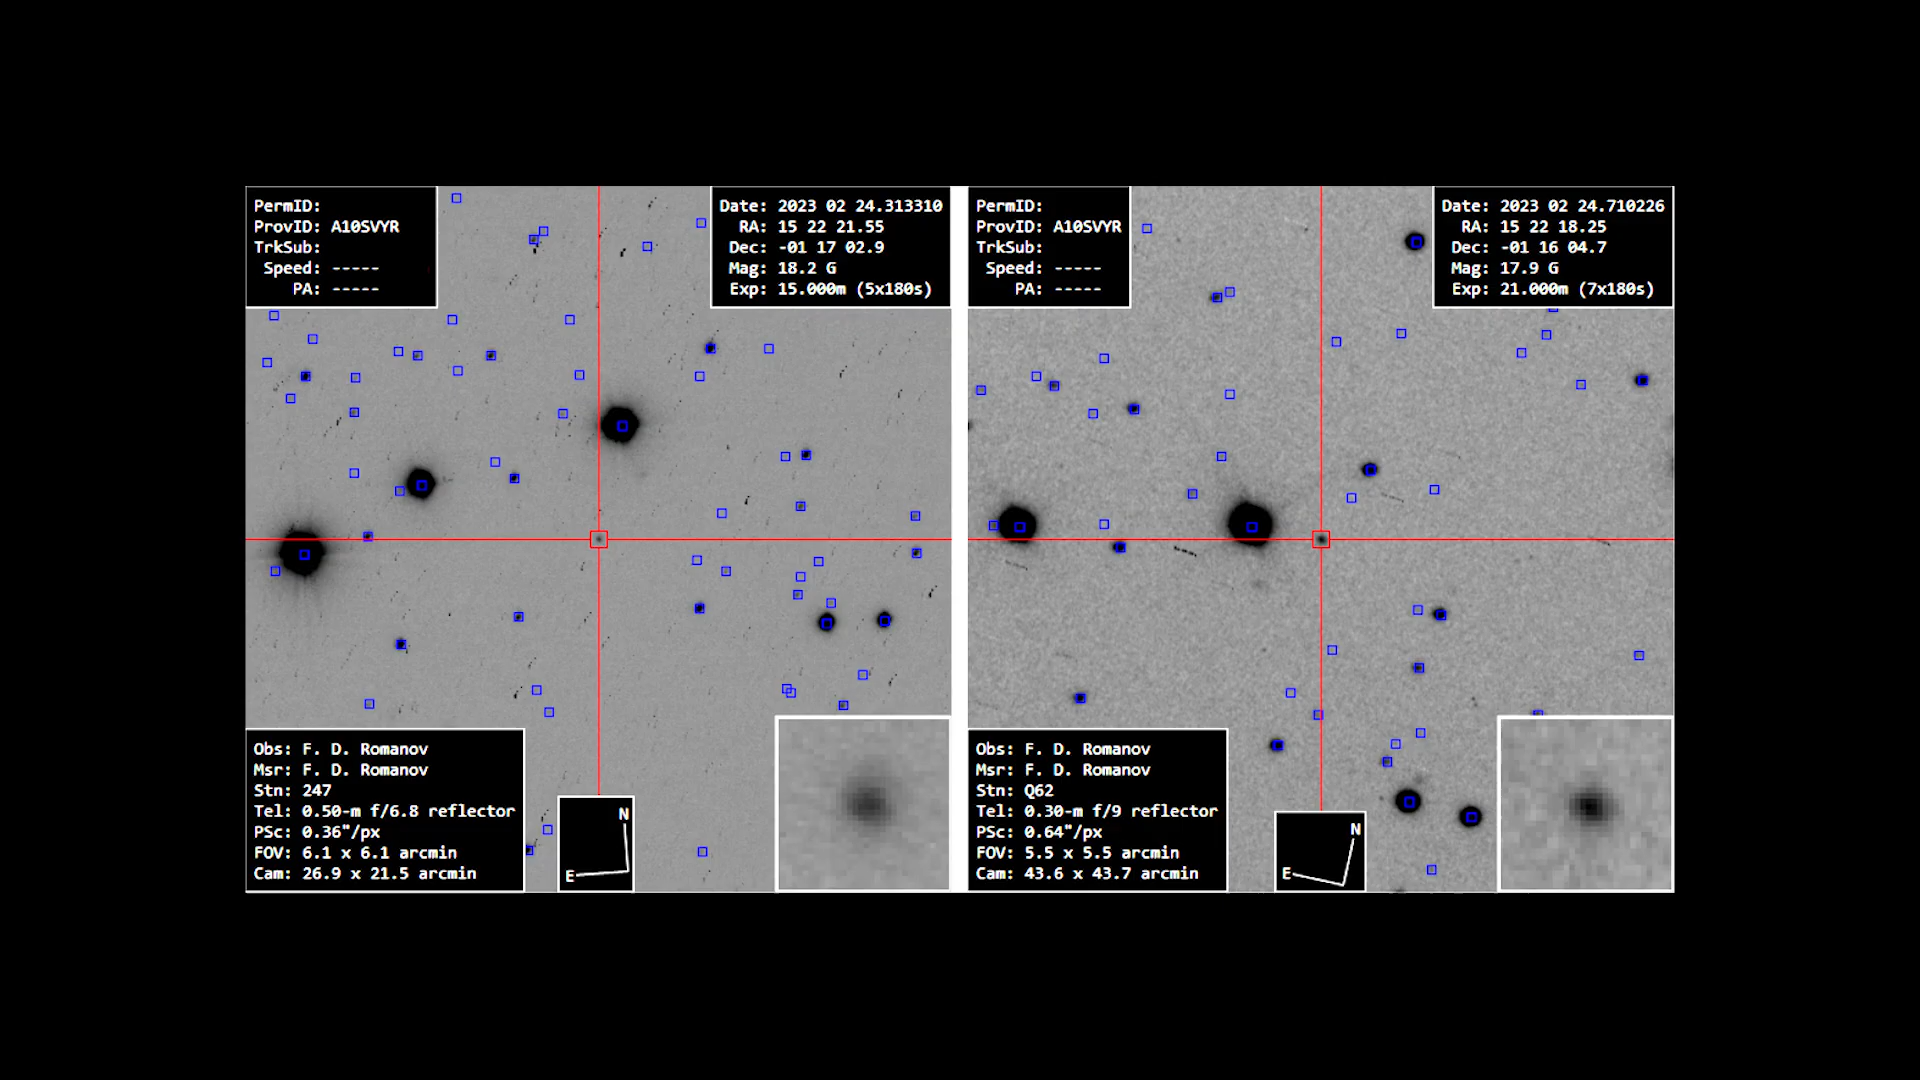 PermID:
ProvID: A10SVYR
TrkSub:
Speed: -----
PA: -----
Date: 2023 02 24.313310
RA: 15 22 21.55
Dec: -01 17 02.9
Mag: 18.2 G
Exp: 15.000m (5x180s)
Obs: F. D. Romanov
Msr: F. D. Romanov
Stn: 247
Tel: 0.50-m f/6.8 reflector
PSc: 0.36"/px
FOV: 6.1 x 6.1 arcmin
Cam: 26.9 x 21.5 arcmin
N
E
PermID:
ProvID: A10SVYR
TrkSub:
Speed: -----
PA: -----
Date: 2023 02 24.710226
RA: 15 22 18.25
Dec: -01 16 04.7
Mag: 17.9 G
Exp: 21.000m (7x180s)
Obs: F. D. Romanov
Msr: F. D. Romanov
Stn: Q62
Tel: 0.30-m f/9 reflector
PSc: 0.64"/px
FOV: 5.5 x 5.5 arcmin
Cam: 43.6 x 43.7 arcmin
N
E